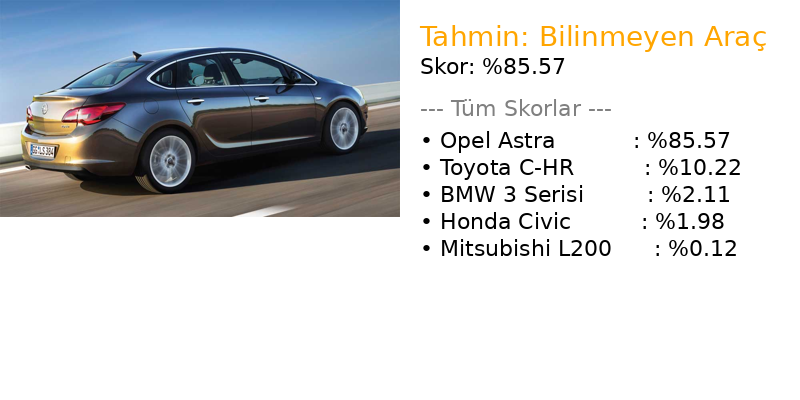 Tahmin: Bilinmeyen Araç
Skor: %85.57
--- Tüm Skorlar ---
• Opel Astra : %85.57
• Toyota C-HR : %10.22
• BMW 3 Serisi : %2.11
• Honda Civic : %1.98
• Mitsubishi L200 : %0.12